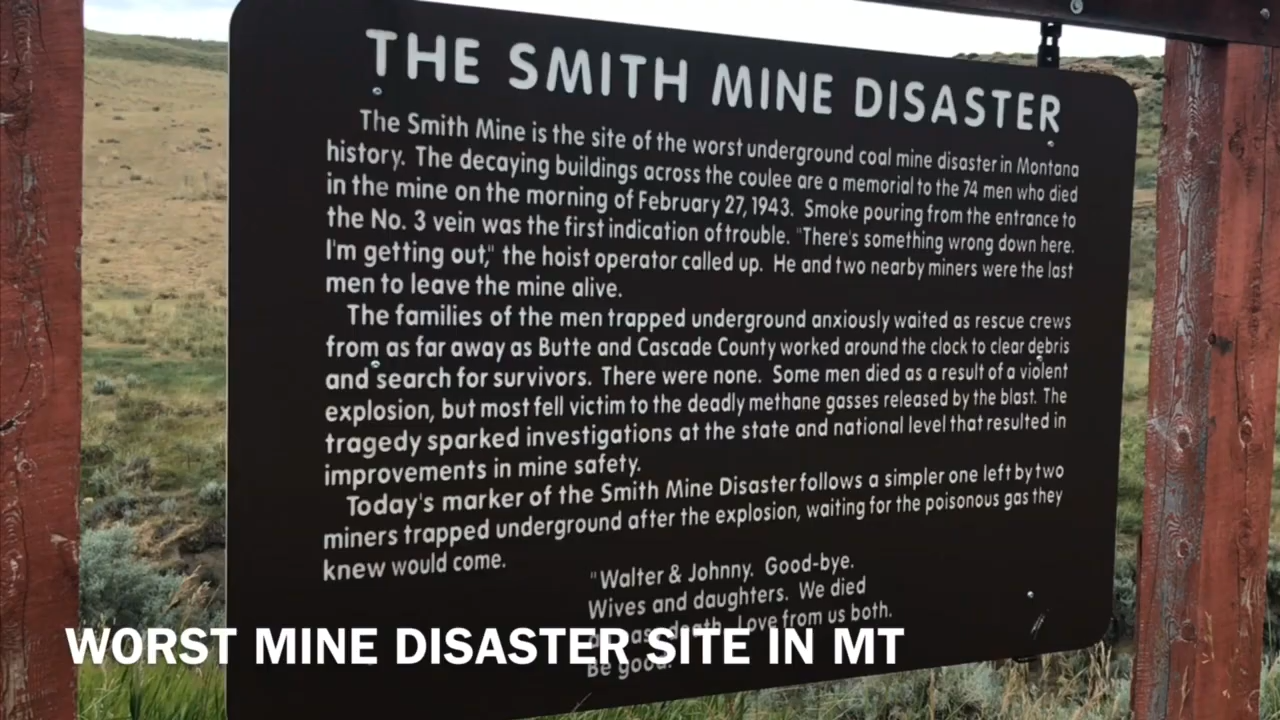 THE SMITH MINE DISASTER
The Smith Mine is the site of the worst underground coal mine disaster in Montana
history. The decaying buildings across the coulee are a memorial to the 74 men who died
in the mine on the morning of February 27, 1943. Smoke pouring from the entrance to
the No. 3 vein was the first indication of trouble. "There's something wrong down here.
I'm getting out," the hoist operator called up. He and two nearby miners were the last
men to leave the mine alive.
The families of the men trapped underground anxiously waited as rescue crews
from as far away as Butte and Cascade County worked around the clock to clear debris
and search for survivors. There were none. Some men died as a result of a violent
explosion, but most fell victim to the deadly methane gasses released by the blast. The
tragedy sparked investigations at the state and national level that resulted in
improvements in mine safety.
Today's marker of the Smith Mine Disaster follows a simpler one left by two
miners trapped underground after the explosion, waiting for the poisonous gas they
knew would come.
"Walter & Johnny. Good-bye.
Wives and daughters. We died
death. Love from us both.
Be good."
WORST MINE DISASTER SITE IN MT